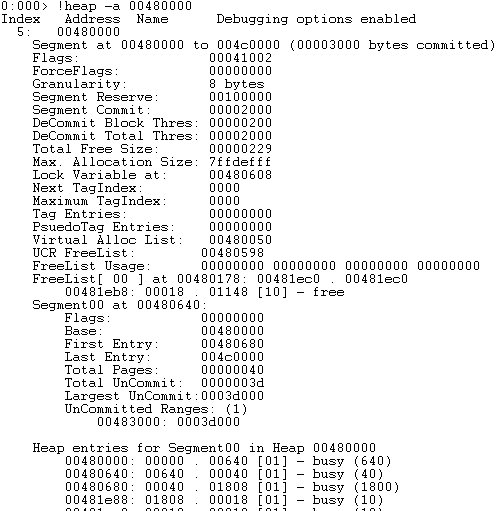 0:000> !heap -a 00480000
Index Address Name Debugging options enabled
5: 00480000
Segment at 00480000 to 004c0000 (00003000 bytes committed)
Flags: 00041002
ForceFlags: 00000000
Granularity: 8 bytes
Segment Reserve: 00100000
Segment Commit: 00002000
DeCommit Block Thres: 00000200
DeCommit Total Thres: 00002000
Total Free Size: 00000229
Max. Allocation Size: 7ffdefff
Lock Variable at: 00480608
Next TagIndex: 0000
Maximum TagIndex: 0000
Tag Entries: 00000000
PsuedoTag Entries: 00000000
Virtual Alloc List: 00480050
UCR FreeList: 00480598
FreeList Usage: 00000000 00000000 00000000 00000000
FreeList[ 00 ] at 00480178: 00481ec0 . 00481ec0
00481eb8: 00018 . 01148 [10] - free
Segment00 at 00480640:
Flags: 00000000
Base: 00480000
First Entry: 00480680
Last Entry: 004c0000
Total Pages: 00000040
Total UnCommit: 0000003d
Largest UnCommit:0003d000
UnCommitted Ranges: (1)
00483000: 0003d000
Heap entries for Segment00 in Heap 00480000
00480000: 00000 . 00640 [01] - busy (640)
00480640: 00640 . 00040 [01] - busy (40)
00480680: 00040 . 01808 [01] - busy (1800)
00481e88: 01808 . 00018 [01] - busy (10)